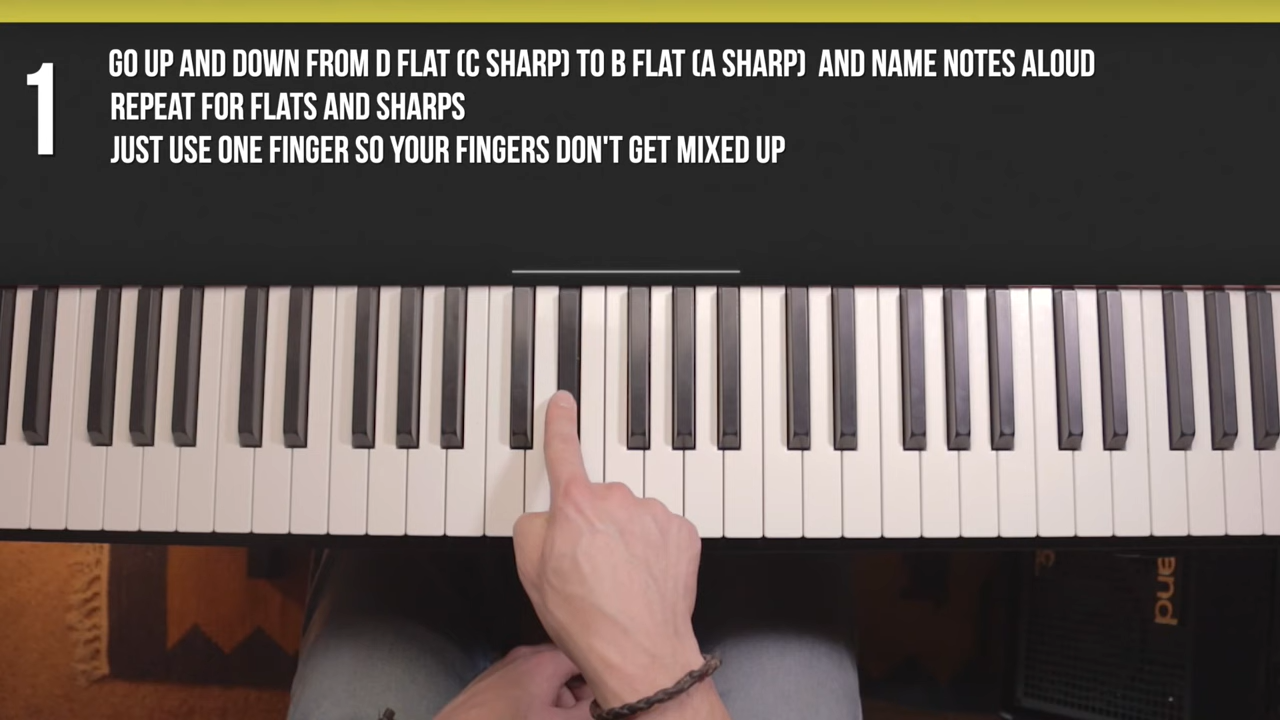 1
GO UP AND DOWN FROM D FLAT (C SHARP) TO B FLAT (A SHARP) AND NAME NOTES ALOUD
REPEAT FOR FLATS AND SHARPS
JUST USE ONE FINGER SO YOUR FINGERS DON'T GET MIXED UP